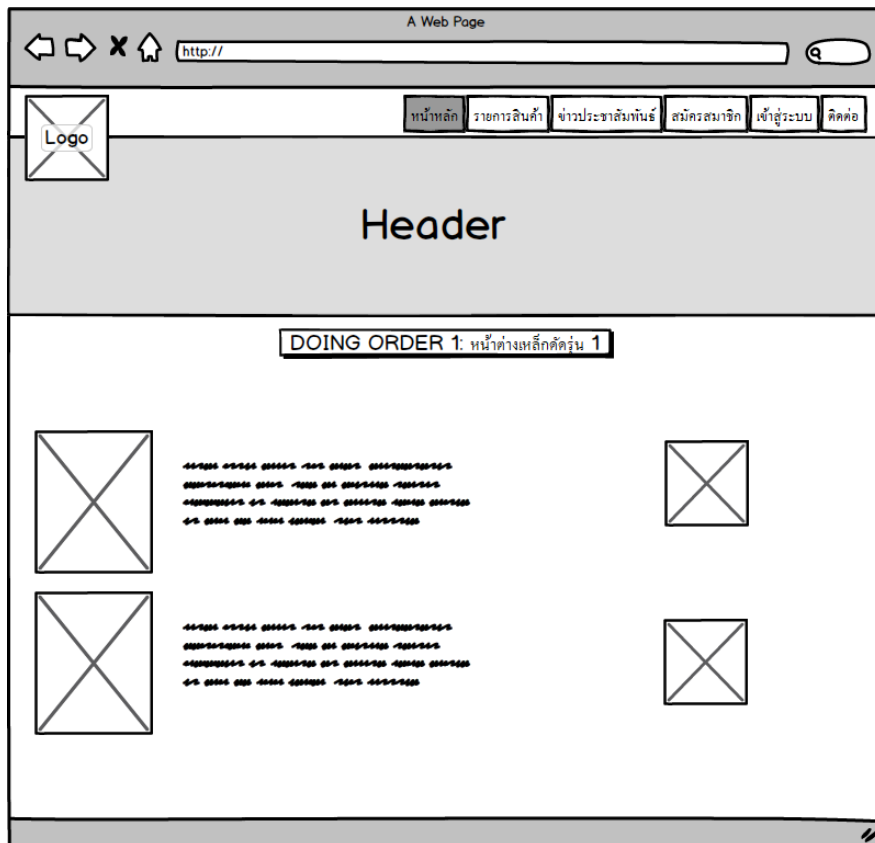 A Web Page
http://
Logo
หน้าหลัก รายการสินค้า ข่าวประชาสัมพันธ์ สมัครสมาชิก เข้าสู่ระบบ ติดต่อ
Header
DOING ORDER 1: หน้าต่างเหล็กดัดรุ่น 1